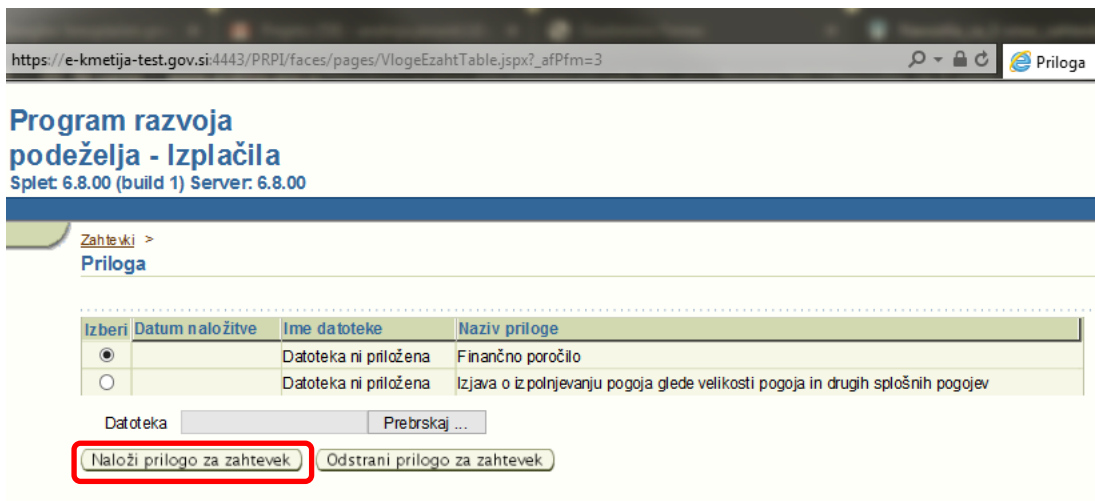 https://e-kmetija-test.gov.si:4443/PRPI/faces/pages/VlogeEzahtTable.jspx?_afPfm=3 Priloga
Program razvoja
podeželja - Izplačila
Splet: 6.8.00 (build 1) Server: 6.8.00
Zahtevki >
Priloga
Izberi Datum naložitve Ime datoteke Naziv priloge
Datoteka ni priložena Finančno poročilo
Datoteka ni priložena Izjava o izpolnjevanju pogoja glede velikosti pogoja in drugih splošnih pogojev
Datoteka Prebrskaj ...
Naloži prilogo za zahtevek Odstrani prilogo za zahtevek